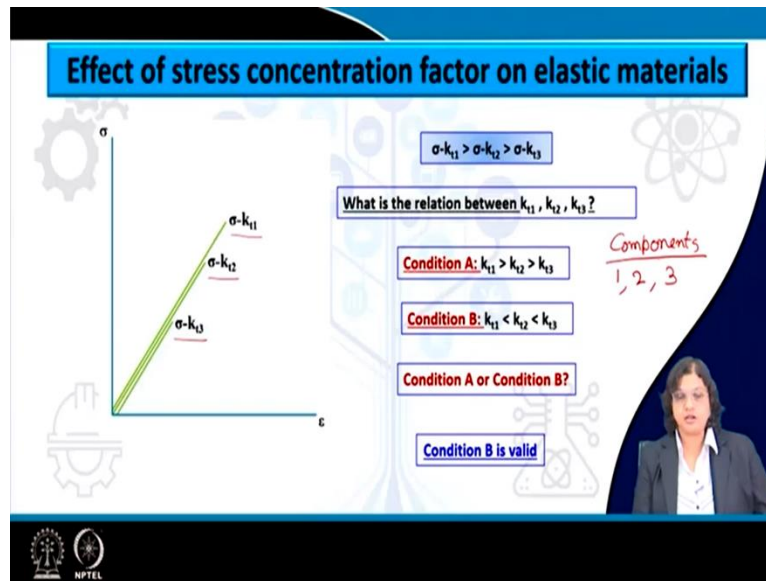 Effect of stress concentration factor on elastic materials
σ
σ-kt1
σ-kt2
σ-kt3
ε
σ-kt1 > σ-kt2 > σ-kt3
What is the relation between kt1 , kt2 , kt3 ?
Condition A: kt1 > kt2 > kt3
Condition B: kt1 < kt2 < kt3
Condition A or Condition B?
Condition B is valid
Components
1, 2, 3
NPTEL